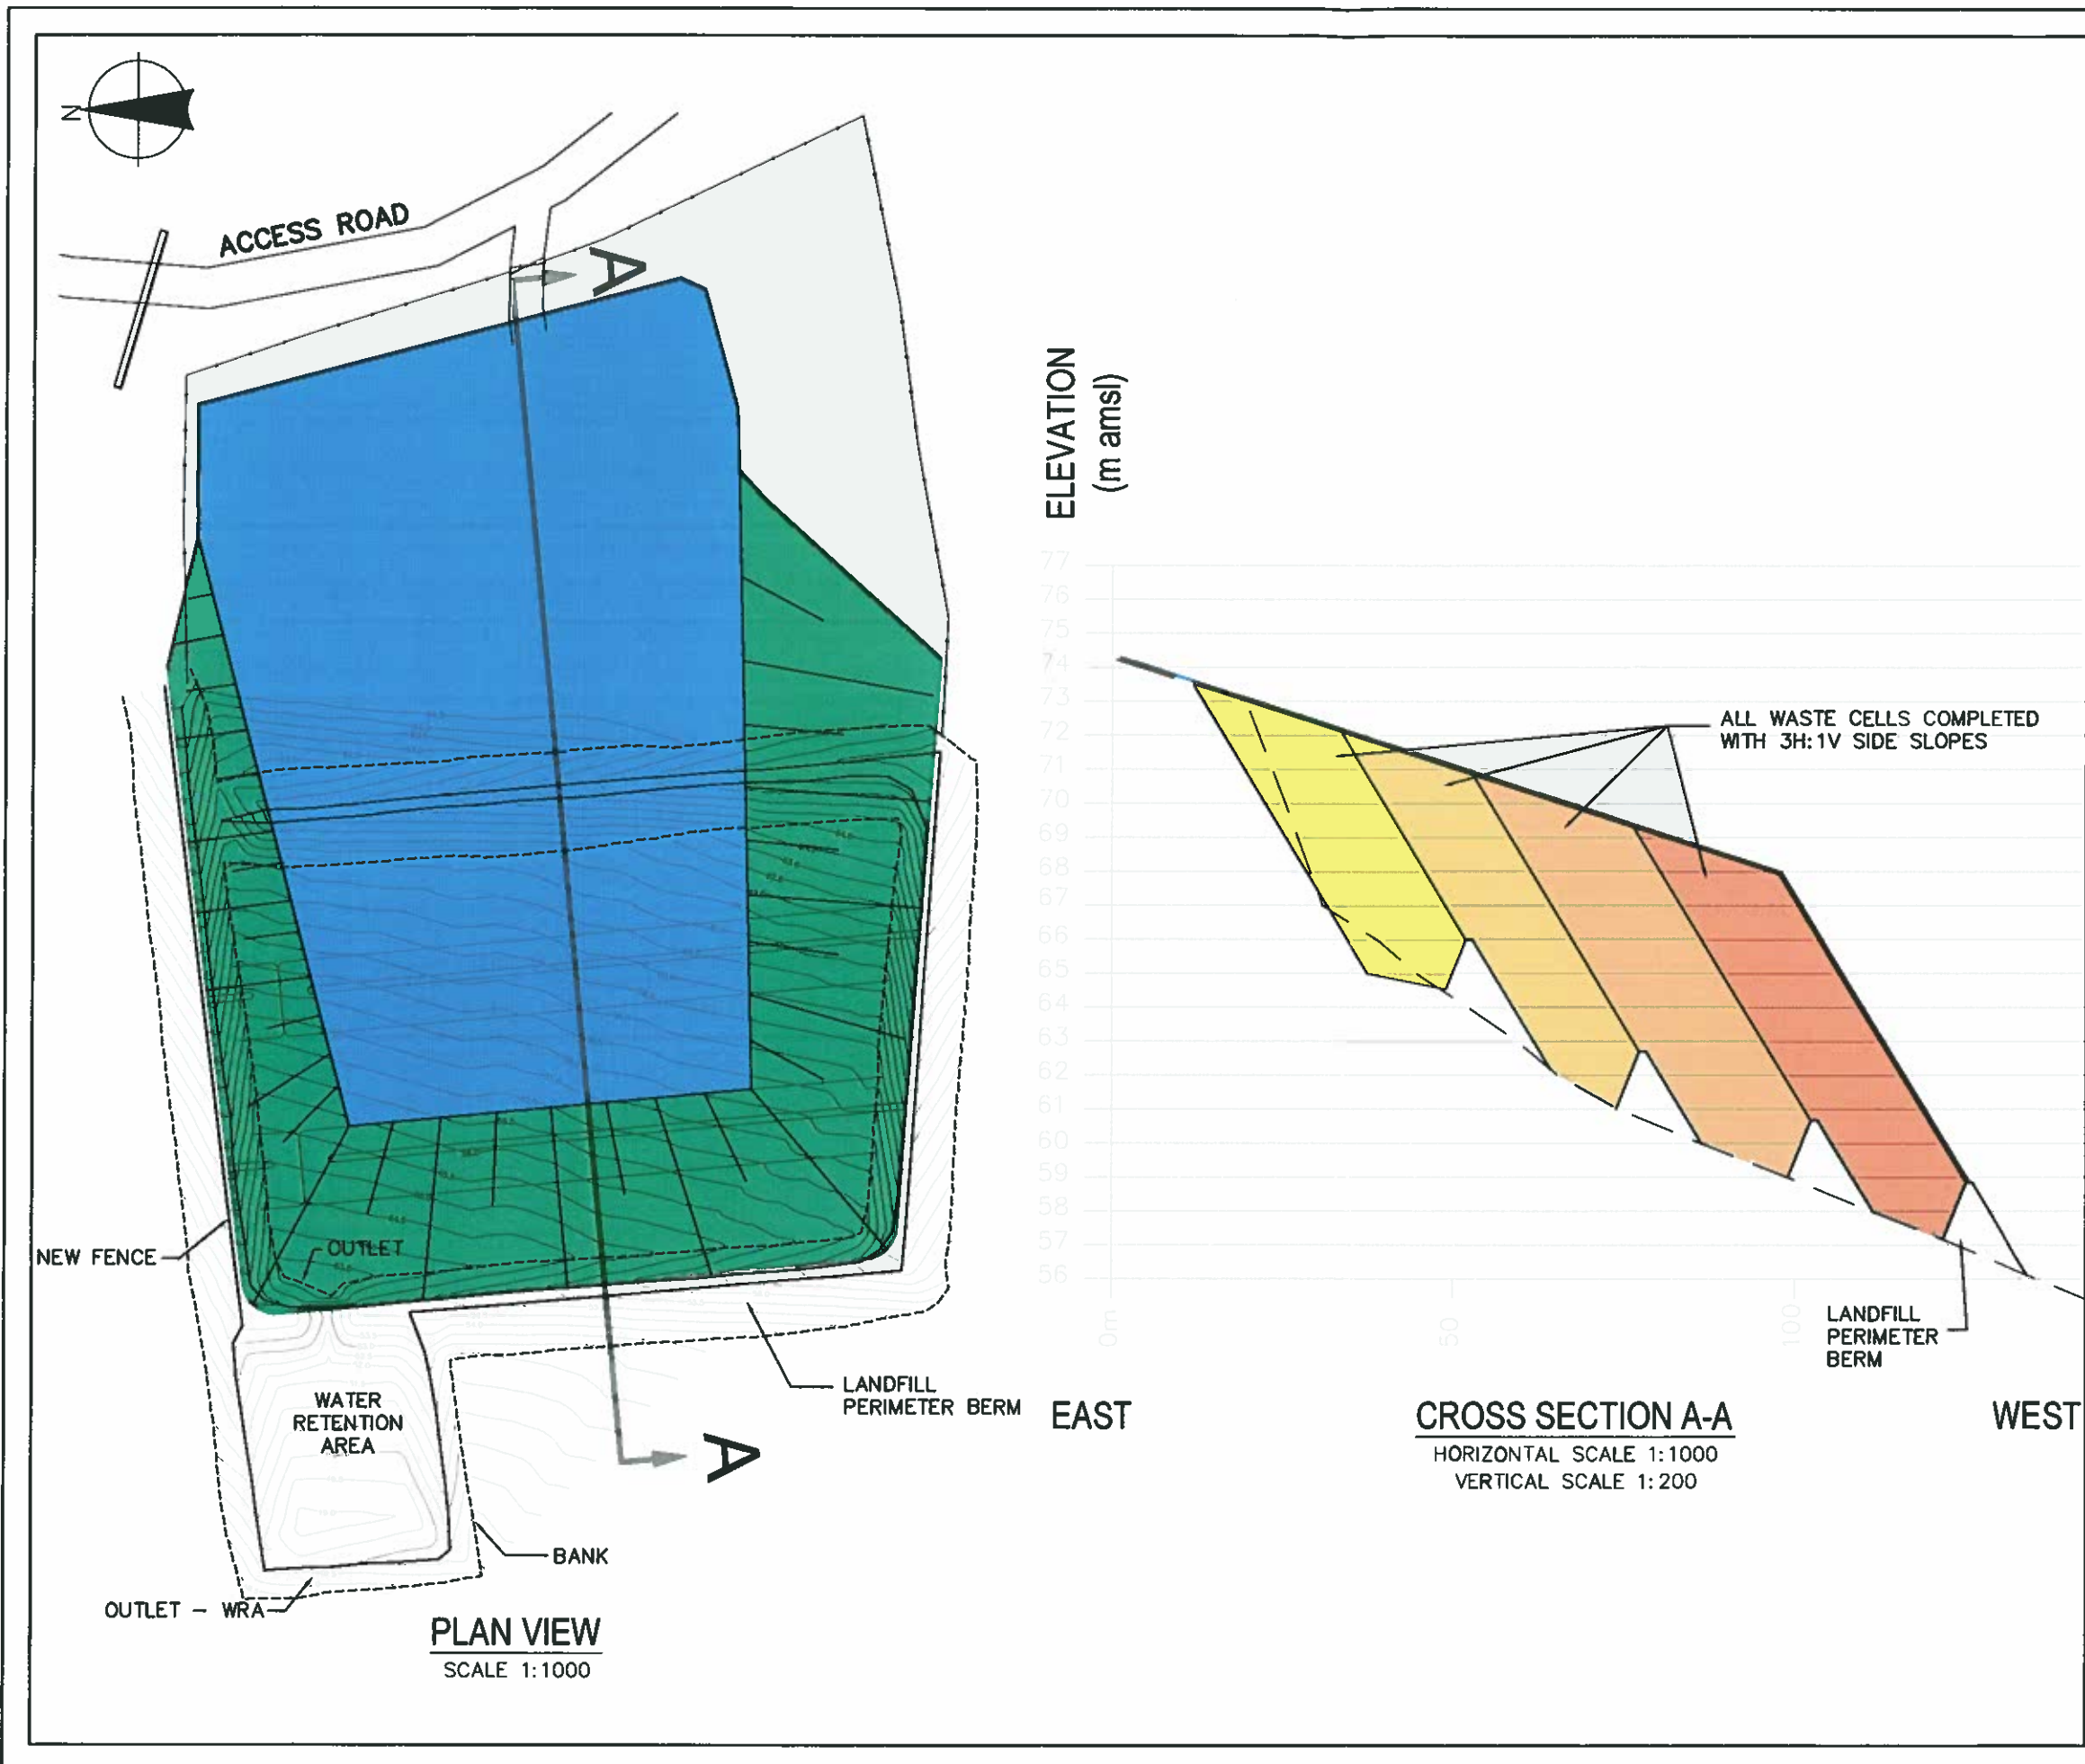 N
ACCESS ROAD
A
NEW FENCE
OUTLET
WATER
RETENTION
AREA
LANDFILL
PERIMETER BERM
A
BANK
OUTLET - WRA
PLAN VIEW
SCALE 1:1000
ELEVATION
(m amsl)
77
76
75
74
73
72
71
70
69
68
67
66
65
64
63
62
61
60
59
58
57
56
0m
50
100
ALL WASTE CELLS COMPLETED
WITH 3H:1V SIDE SLOPES
LANDFILL
PERIMETER
BERM
EAST
CROSS SECTION A-A
WEST
HORIZONTAL SCALE 1:1000
VERTICAL SCALE 1:200